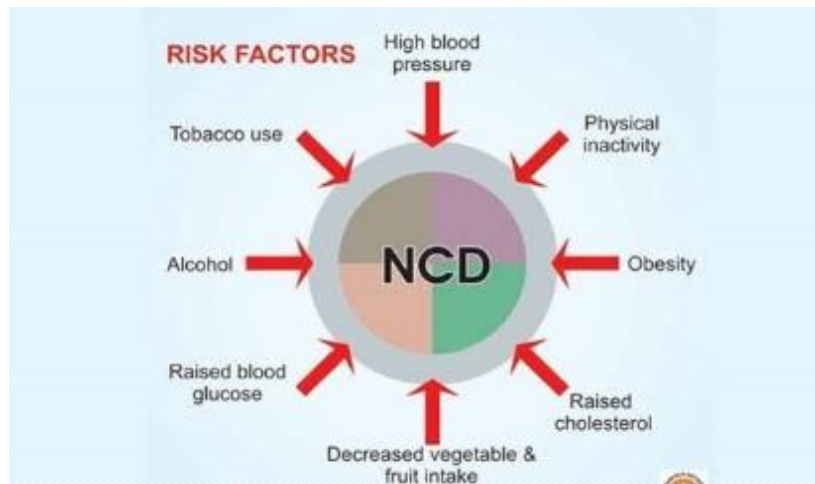 RISK FACTORS
High blood
pressure
Tobacco use
Physical
inactivity
Alcohol
NCD
Obesity
Raised blood
glucose
Raised
cholesterol
Decreased vegetable &
fruit intake